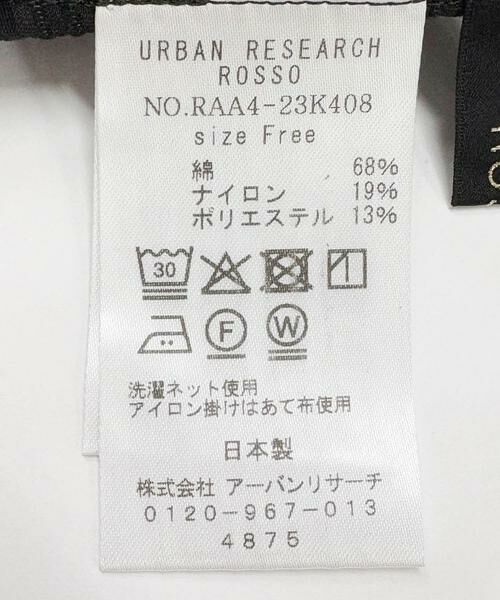 URBAN RESEARCH
ROSSO
NO.RAA4-23K408
size Free
綿 68%
ナイロン 19%
ポリエステル 13%
30
F W
洗濯ネット使用
アイロン掛けはあて布使用
日本製
株式会社 アーバンリサーチ
0120-967-013
4875